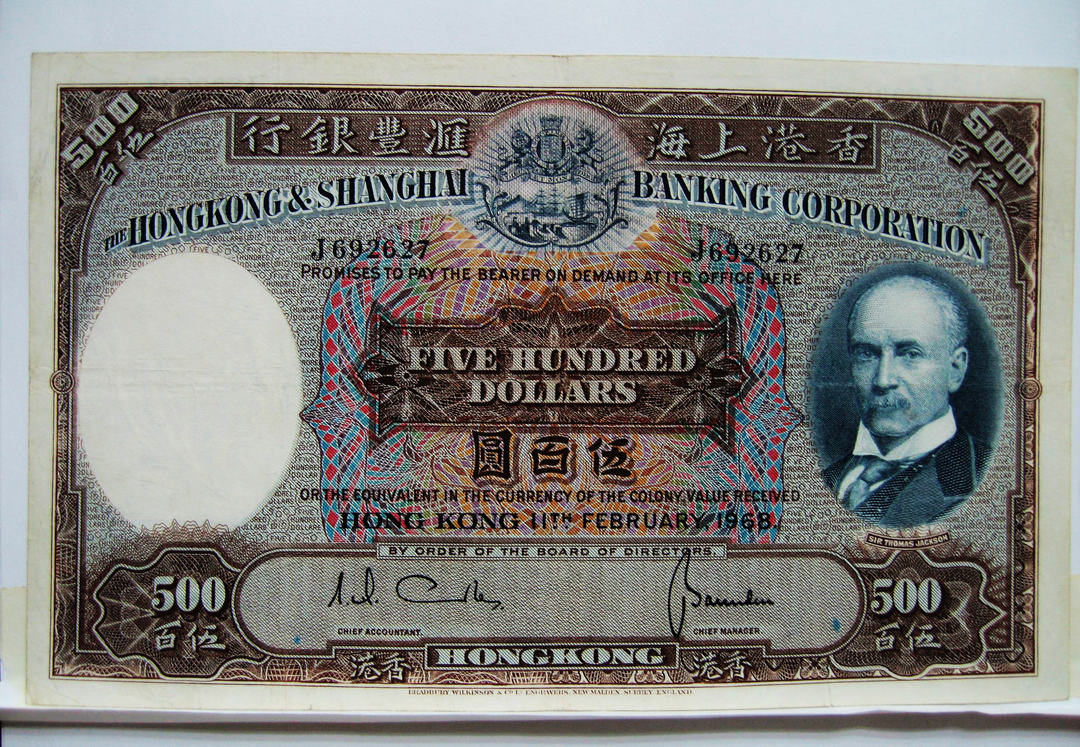 500 500
百伍 百伍
行銀豐滙 海上港香
THE HONGKONG & SHANGHAI BANKING CORPORATION
J692627 J692627
PROMISES TO PAY THE BEARER ON DEMAND AT ITS OFFICE HERE
FIVE HUNDRED
DOLLARS
圓百伍
OR THE EQUIVALENT IN THE CURRENCY OF THE COLONY, VALUE RECEIVED
HONG KONG 11TH FEBRUARY 1968.
SIR THOMAS JACKSON
BY ORDER OF THE BOARD OF DIRECTORS.
500 500
百伍 百伍
CHIEF ACCOUNTANT. CHIEF MANAGER
港香 HONGKONG 港香
BRADBURY WILKINSON & Co Ld ENGRAVERS, NEW MALDEN, SURREY, ENGLAND.